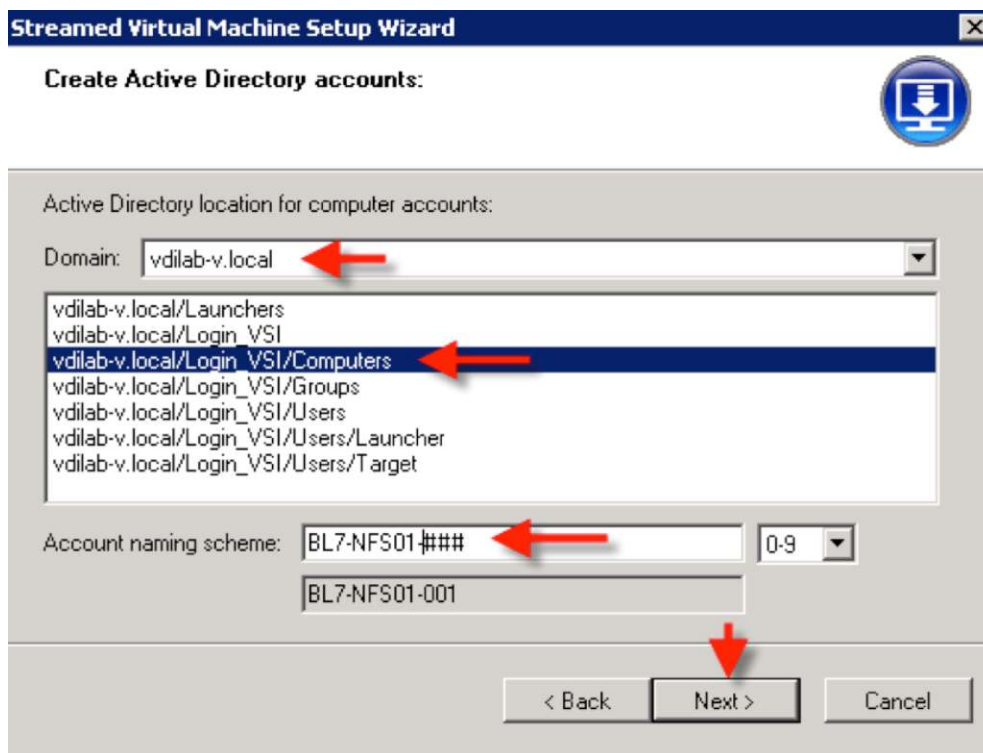 Streamed Virtual Machine Setup Wizard
Create Active Directory accounts:
Active Directory location for computer accounts:
Domain: vdilab-v.local
vdilab-v.local/Launchers
vdilab-v.local/Login_VSI
vdilab-v.local/Login_VSI/Computers
vdilab-v.local/Login_VSI/Groups
vdilab-v.local/Login_VSI/Users
vdilab-v.local/Login_VSI/Users/Launcher
vdilab-v.local/Login_VSI/Users/Target
Account naming scheme: BL7-NFS01-### 0-9
BL7-NFS01-001
< Back Next > Cancel